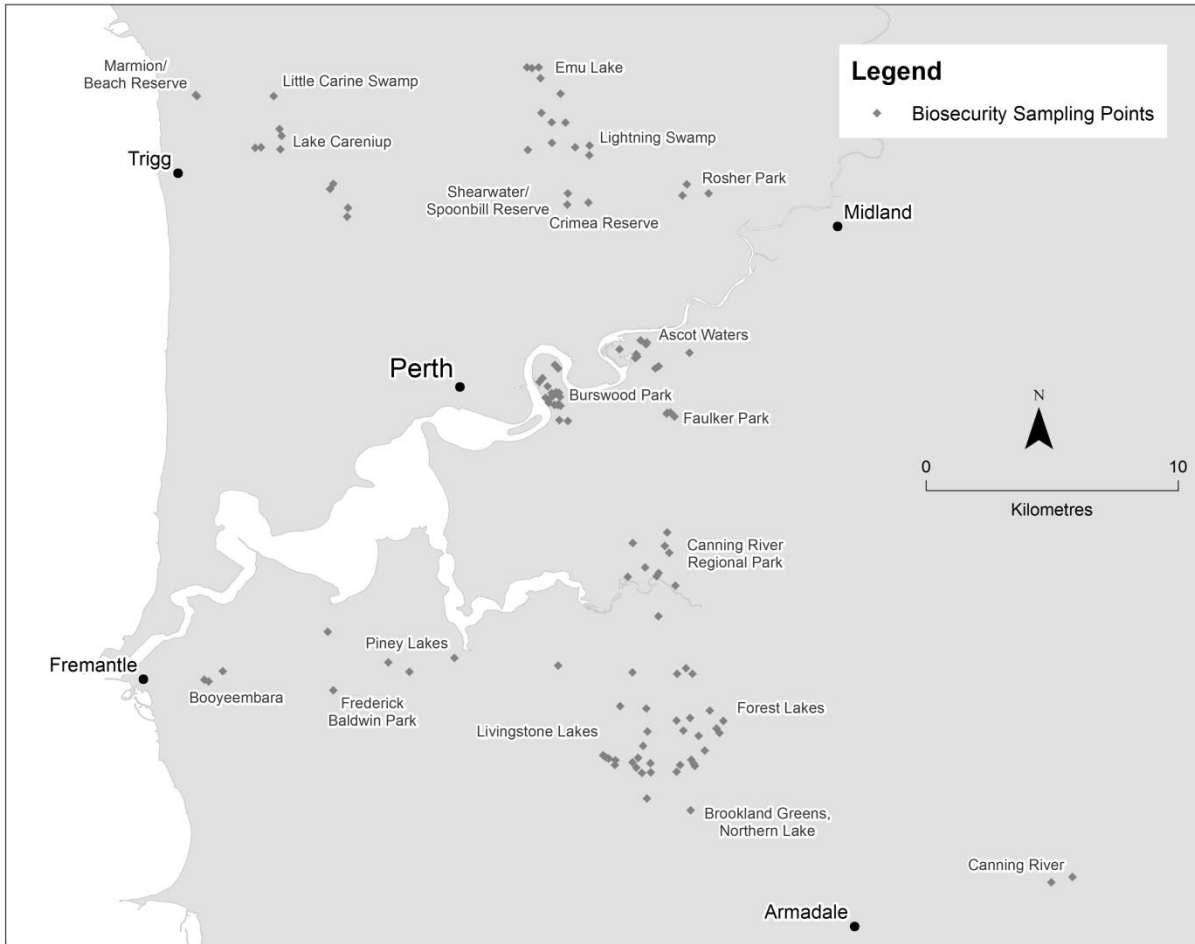 Marmion/
Beach Reserve
Little Carine Swamp
Emu Lake
Legend
Biosecurity Sampling Points
Lake Careniup
Lightning Swamp
Trigg
Shearwater/
Spoonbill Reserve
Crimea Reserve
Rosher Park
Midland
Ascot Waters
Perth
Burswood Park
Faulker Park
N
0 10
Kilometres
Canning River
Regional Park
Piney Lakes
Fremantle
Booyeembara
Frederick
Baldwin Park
Livingstone Lakes
Forest Lakes
Brookland Greens,
Northern Lake
Canning River
Armadale